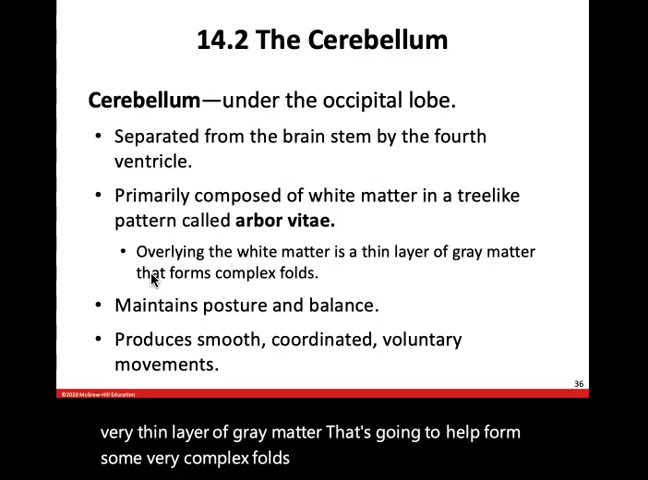 14.2 The Cerebellum
Cerebellum—under the occipital lobe.
• Separated from the brain stem by the fourth
ventricle.
• Primarily composed of white matter in a treelike
pattern called arbor vitae.
• Overlying the white matter is a thin layer of gray matter
that forms complex folds.
• Maintains posture and balance.
• Produces smooth, coordinated, voluntary
movements.
36
©2020 McGraw-Hill Education
very thin layer of gray matter That's going to help form
some very complex folds